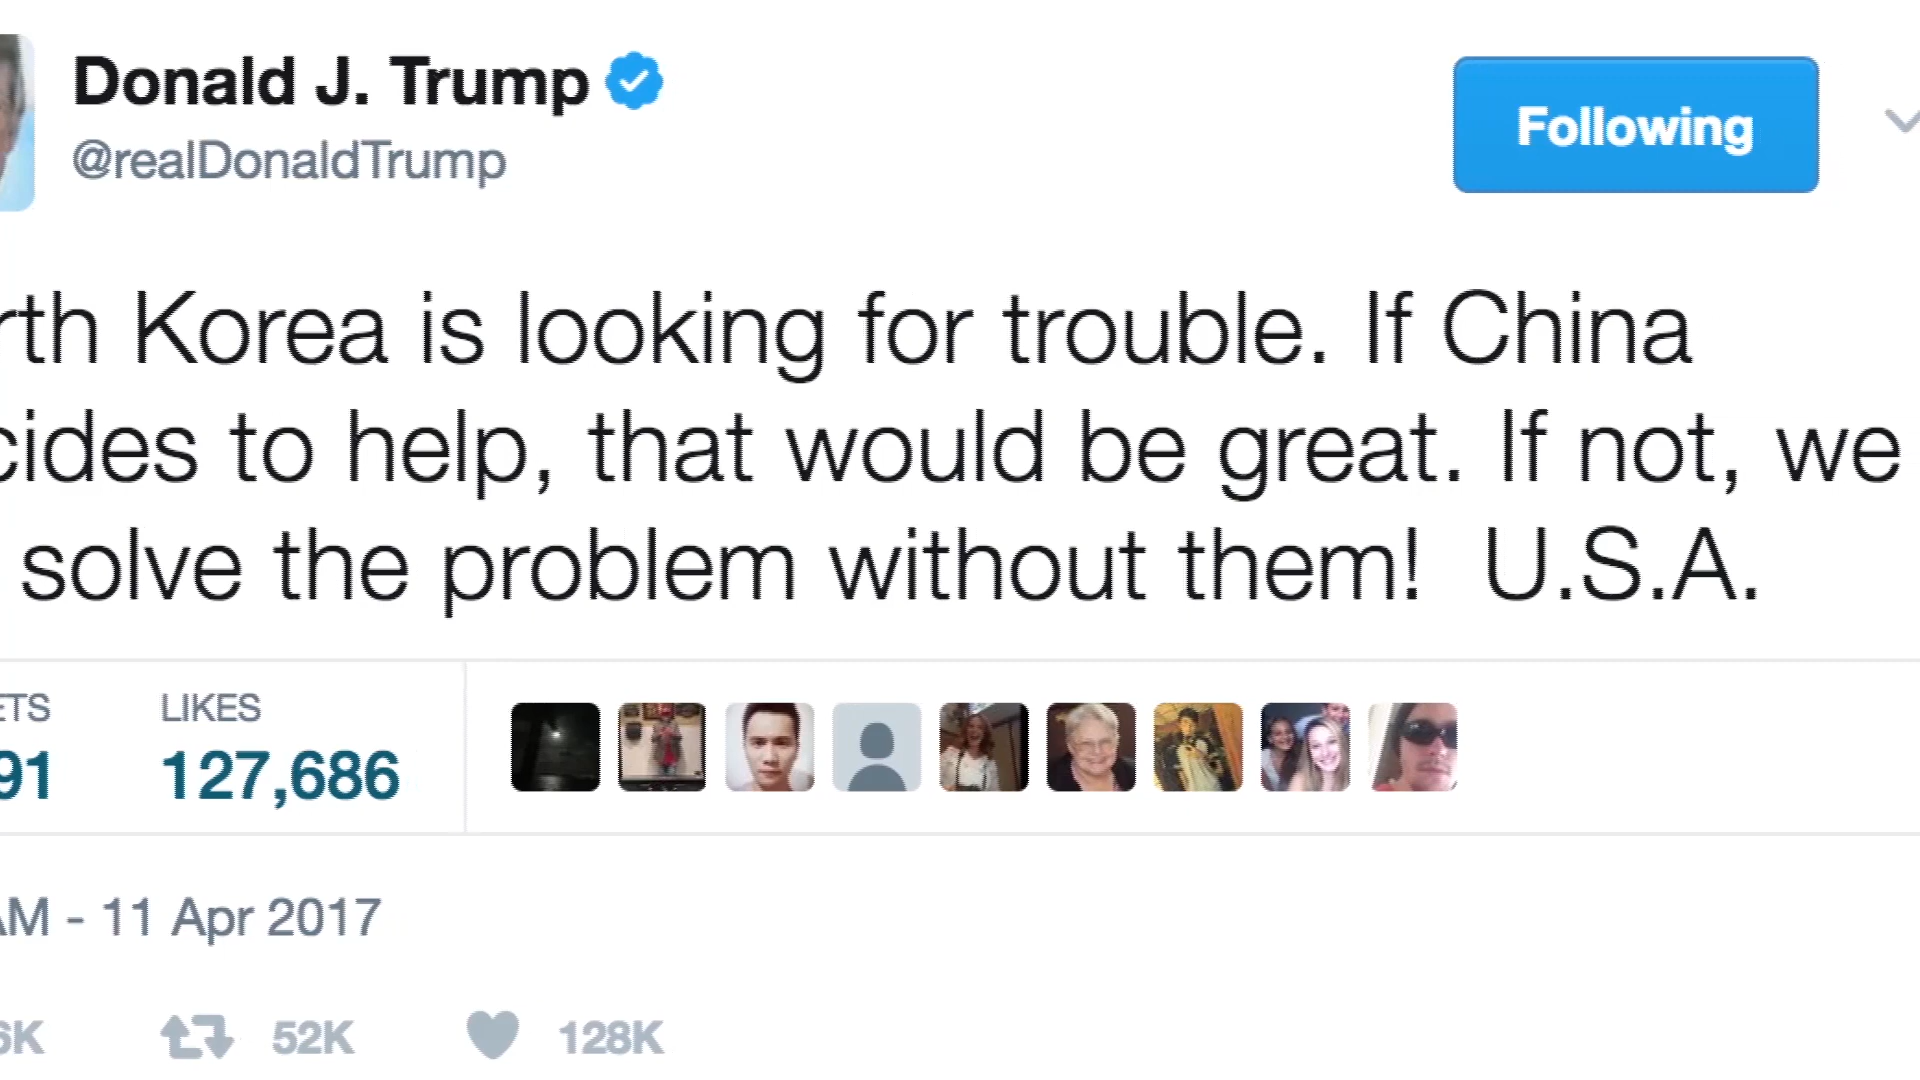 Donald J. Trump
@realDonaldTrump
Following
rth Korea is looking for trouble. If China
cides to help, that would be great. If not, we
solve the problem without them! U.S.A.
ETS
LIKES
91
127,686
AM - 11 Apr 2017
6K
52K
128K